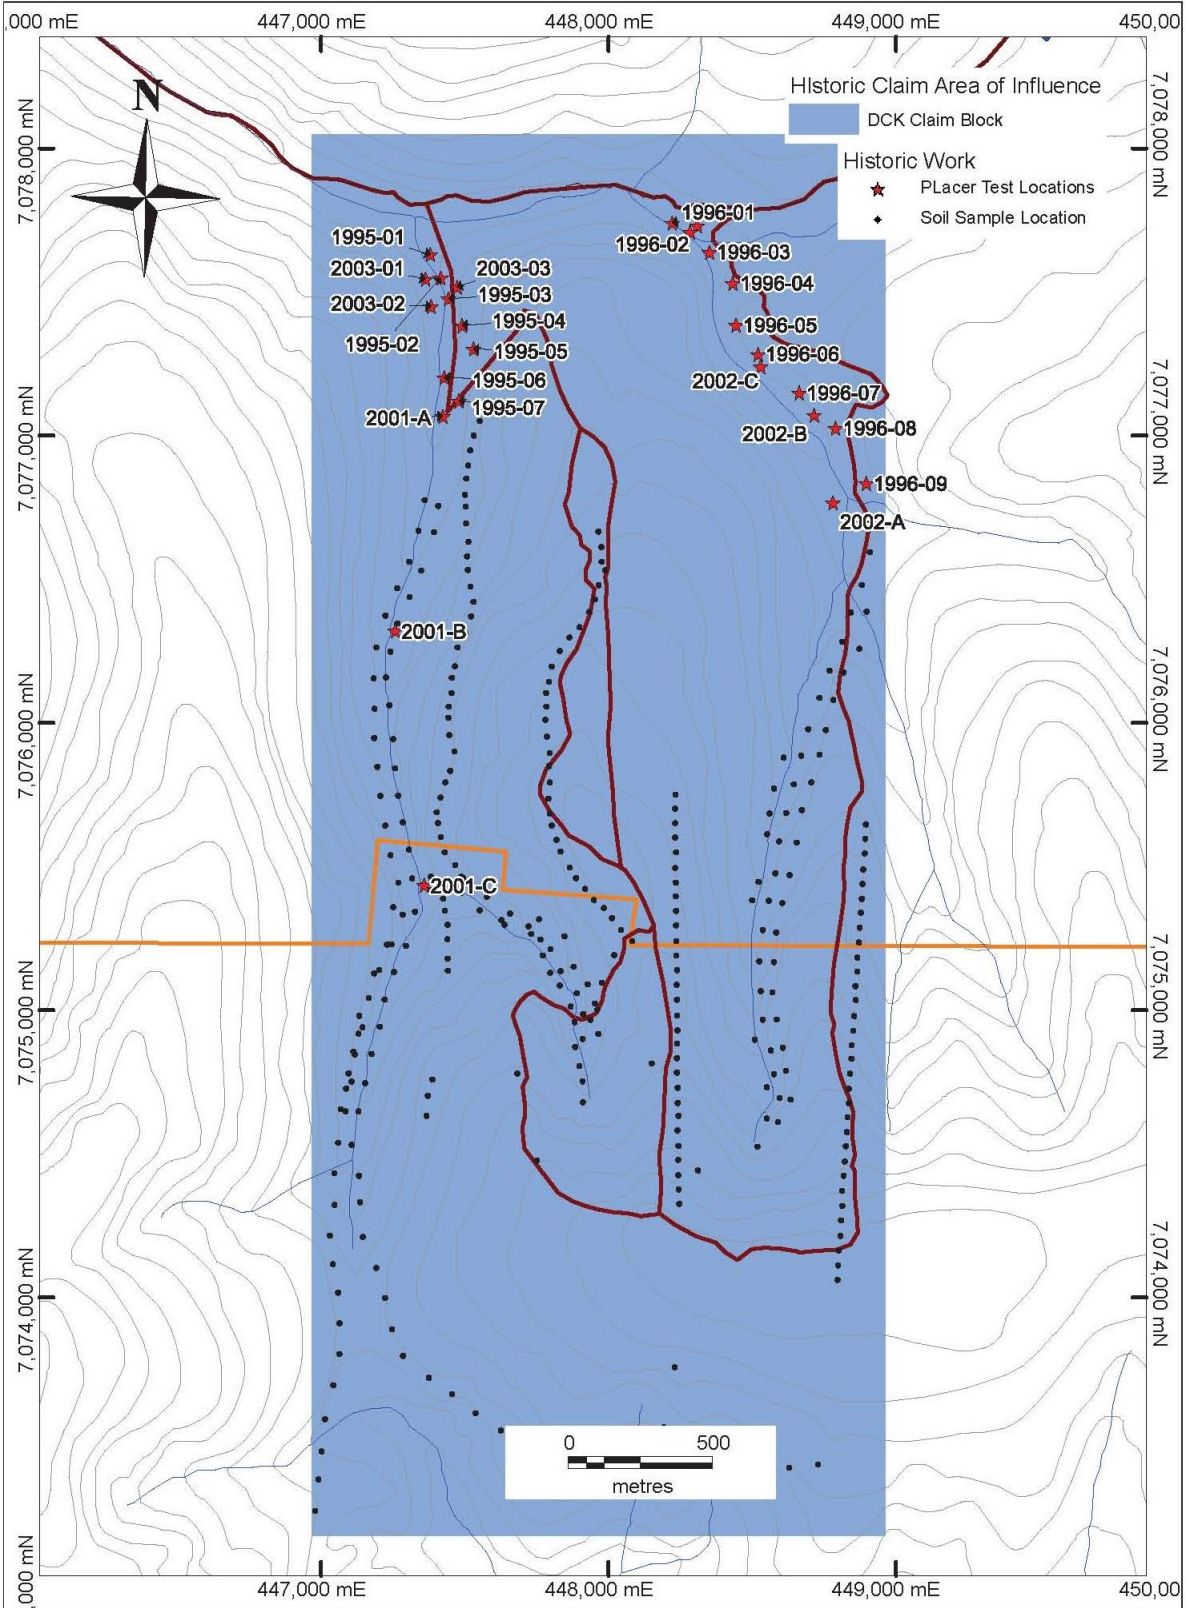 ,000 mE
447,000 mE
448,000 mE
449,000 mE
450,00
N
HIstoric Claim Area of Influence
DCK Claim Block
Historic Work
PLacer Test Locations
Soil Sample Location
7,078,000 mN
7,078,000 mN
1996-01
1995-01
1996-02
1996-03
2003-01
2003-03
1996-04
1995-03
2003-02
1995-04
1996-05
1995-02
1995-05
1996-06
1995-06
2002-C
1996-07
1995-07
2001-A
1996-08
2002-B
7,077,000 mN
7,077,000 mN
1996-09
2002-A
2001-B
7,076,000 mN
7,076,000 mN
2001-C
7,075,000 mN
7,075,000 mN
7,074,000 mN
7,074,000 mN
0
500
metres
,000 mN
447,000 mE
448,000 mE
449,000 mE
450,00